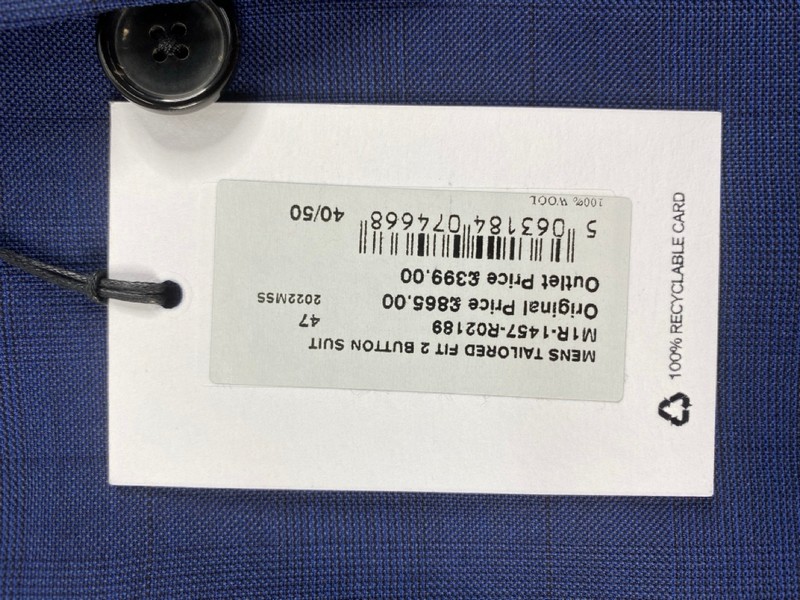 MENS TAILORED FIT 2 BUTTON SUIT
M1R-1457-R02189 47
Original Price £865.00 2022MSS
Outlet Price £399.00
5 063184 074668 40/50
100% WOOL
100% RECYCLABLE CARD